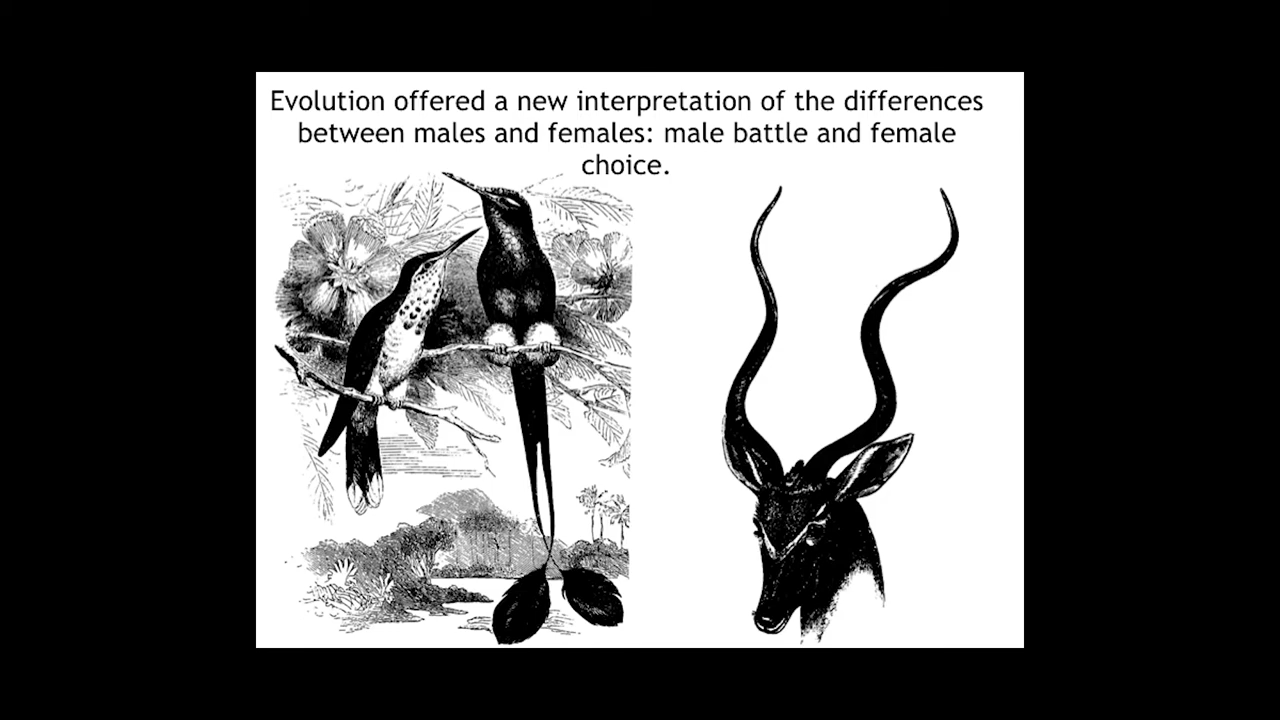 Evolution offered a new interpretation of the differences
between males and females: male battle and female
choice.